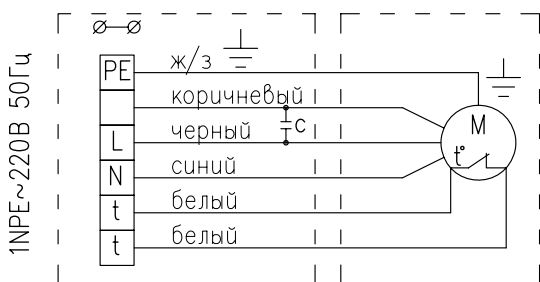 1NPE~220В 50Гц
PE ж/з
коричневый
C
L черный
N синий
t белый
t белый
M
t°